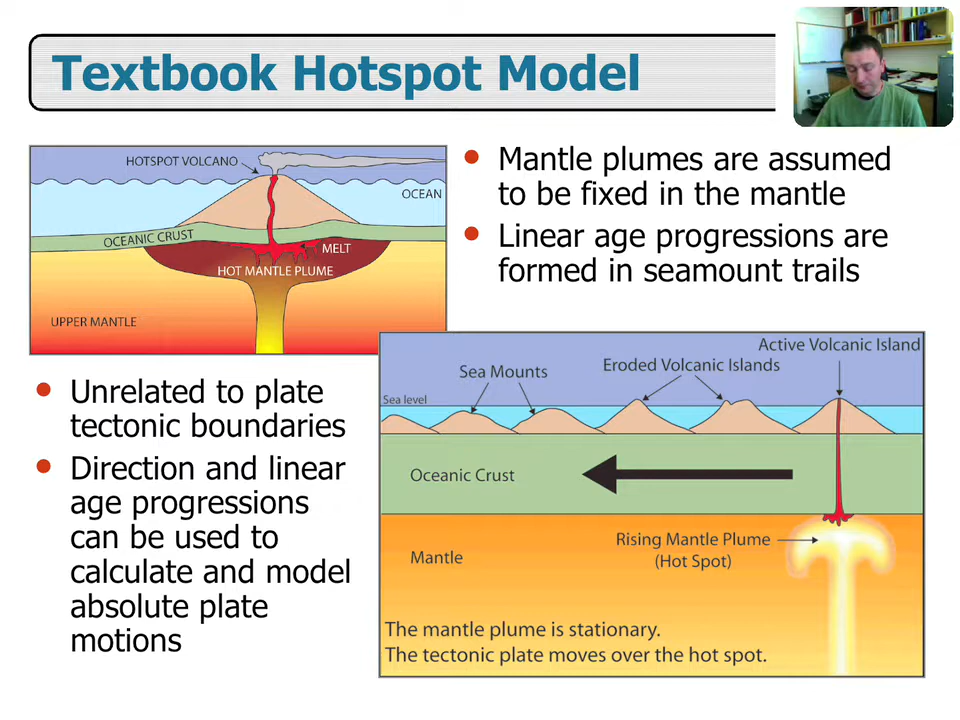 Textbook Hotspot Model
HOTSPOT VOLCANO
OCEAN
OCEANIC CRUST
MELT
HOT MANTLE PLUME
UPPER MANTLE
• Mantle plumes are assumed
to be fixed in the mantle
• Linear age progressions are
formed in seamount trails
• Unrelated to plate
tectonic boundaries
• Direction and linear
age progressions
can be used to
calculate and model
absolute plate
motions
Active Volcanic Island
Eroded Volcanic Islands
Sea Mounts
Sea level
Oceanic Crust
Rising Mantle Plume
(Hot Spot)
Mantle
The mantle plume is stationary.
The tectonic plate moves over the hot spot.